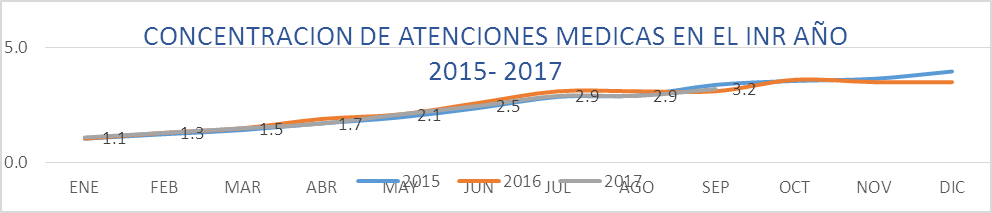 CONCENTRACION DE ATENCIONES MEDICAS EN EL INR AÑO
2015- 2017
5.0
1.1 1.3 1.5 1.7 2.1 2.5 2.9 2.9 3.2
0.0
ENE FEB MAR ABR MAY JUN JUL AGO SEP OCT NOV DIC
2015 2016 2017